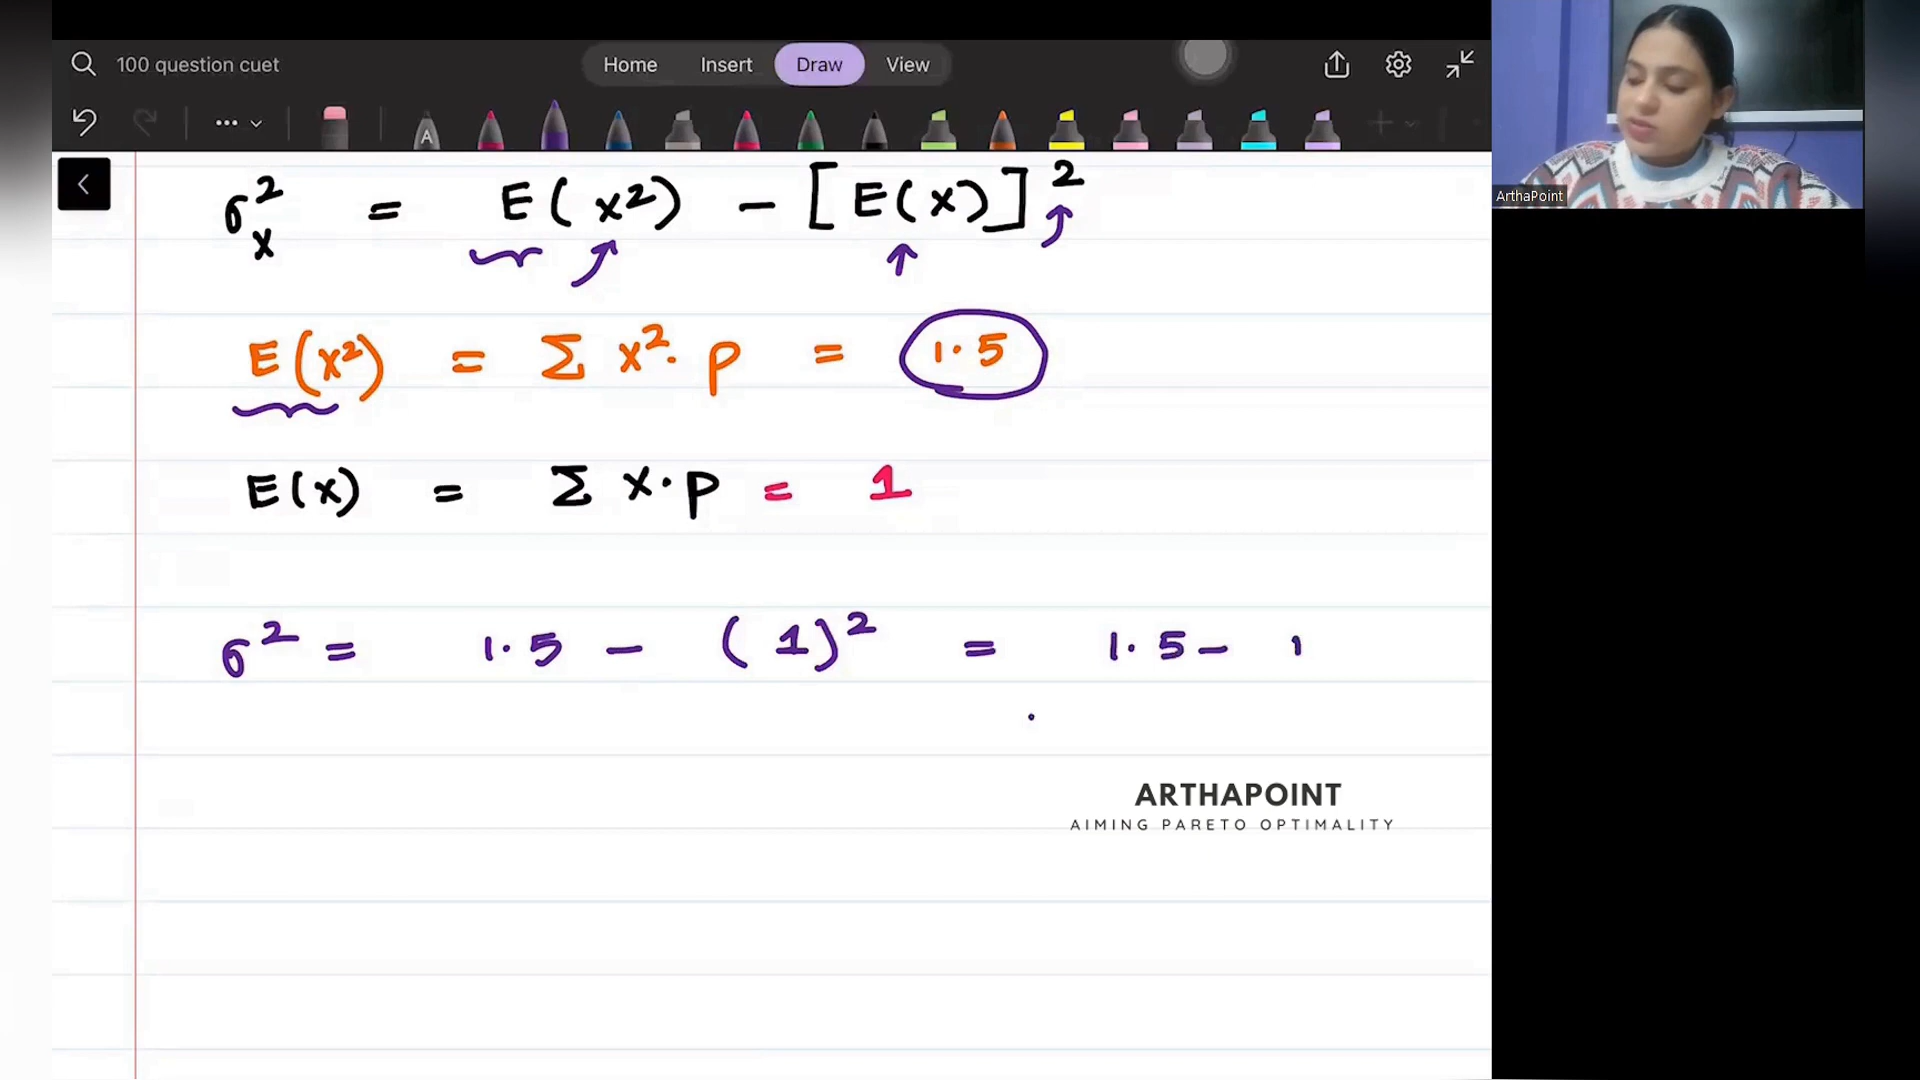 100 question cuet
Home Insert Draw View
A
ArthaPoint
σ²ₓ = E(x²) - [E(x)]²
E(x²) = Σ x²· p = 1.5
E(x) = Σ x·p = 1
σ² = 1.5 - (1)² = 1.5 - 1
.
ARTHAPOINT
AIMING PARETO OPTIMALITY